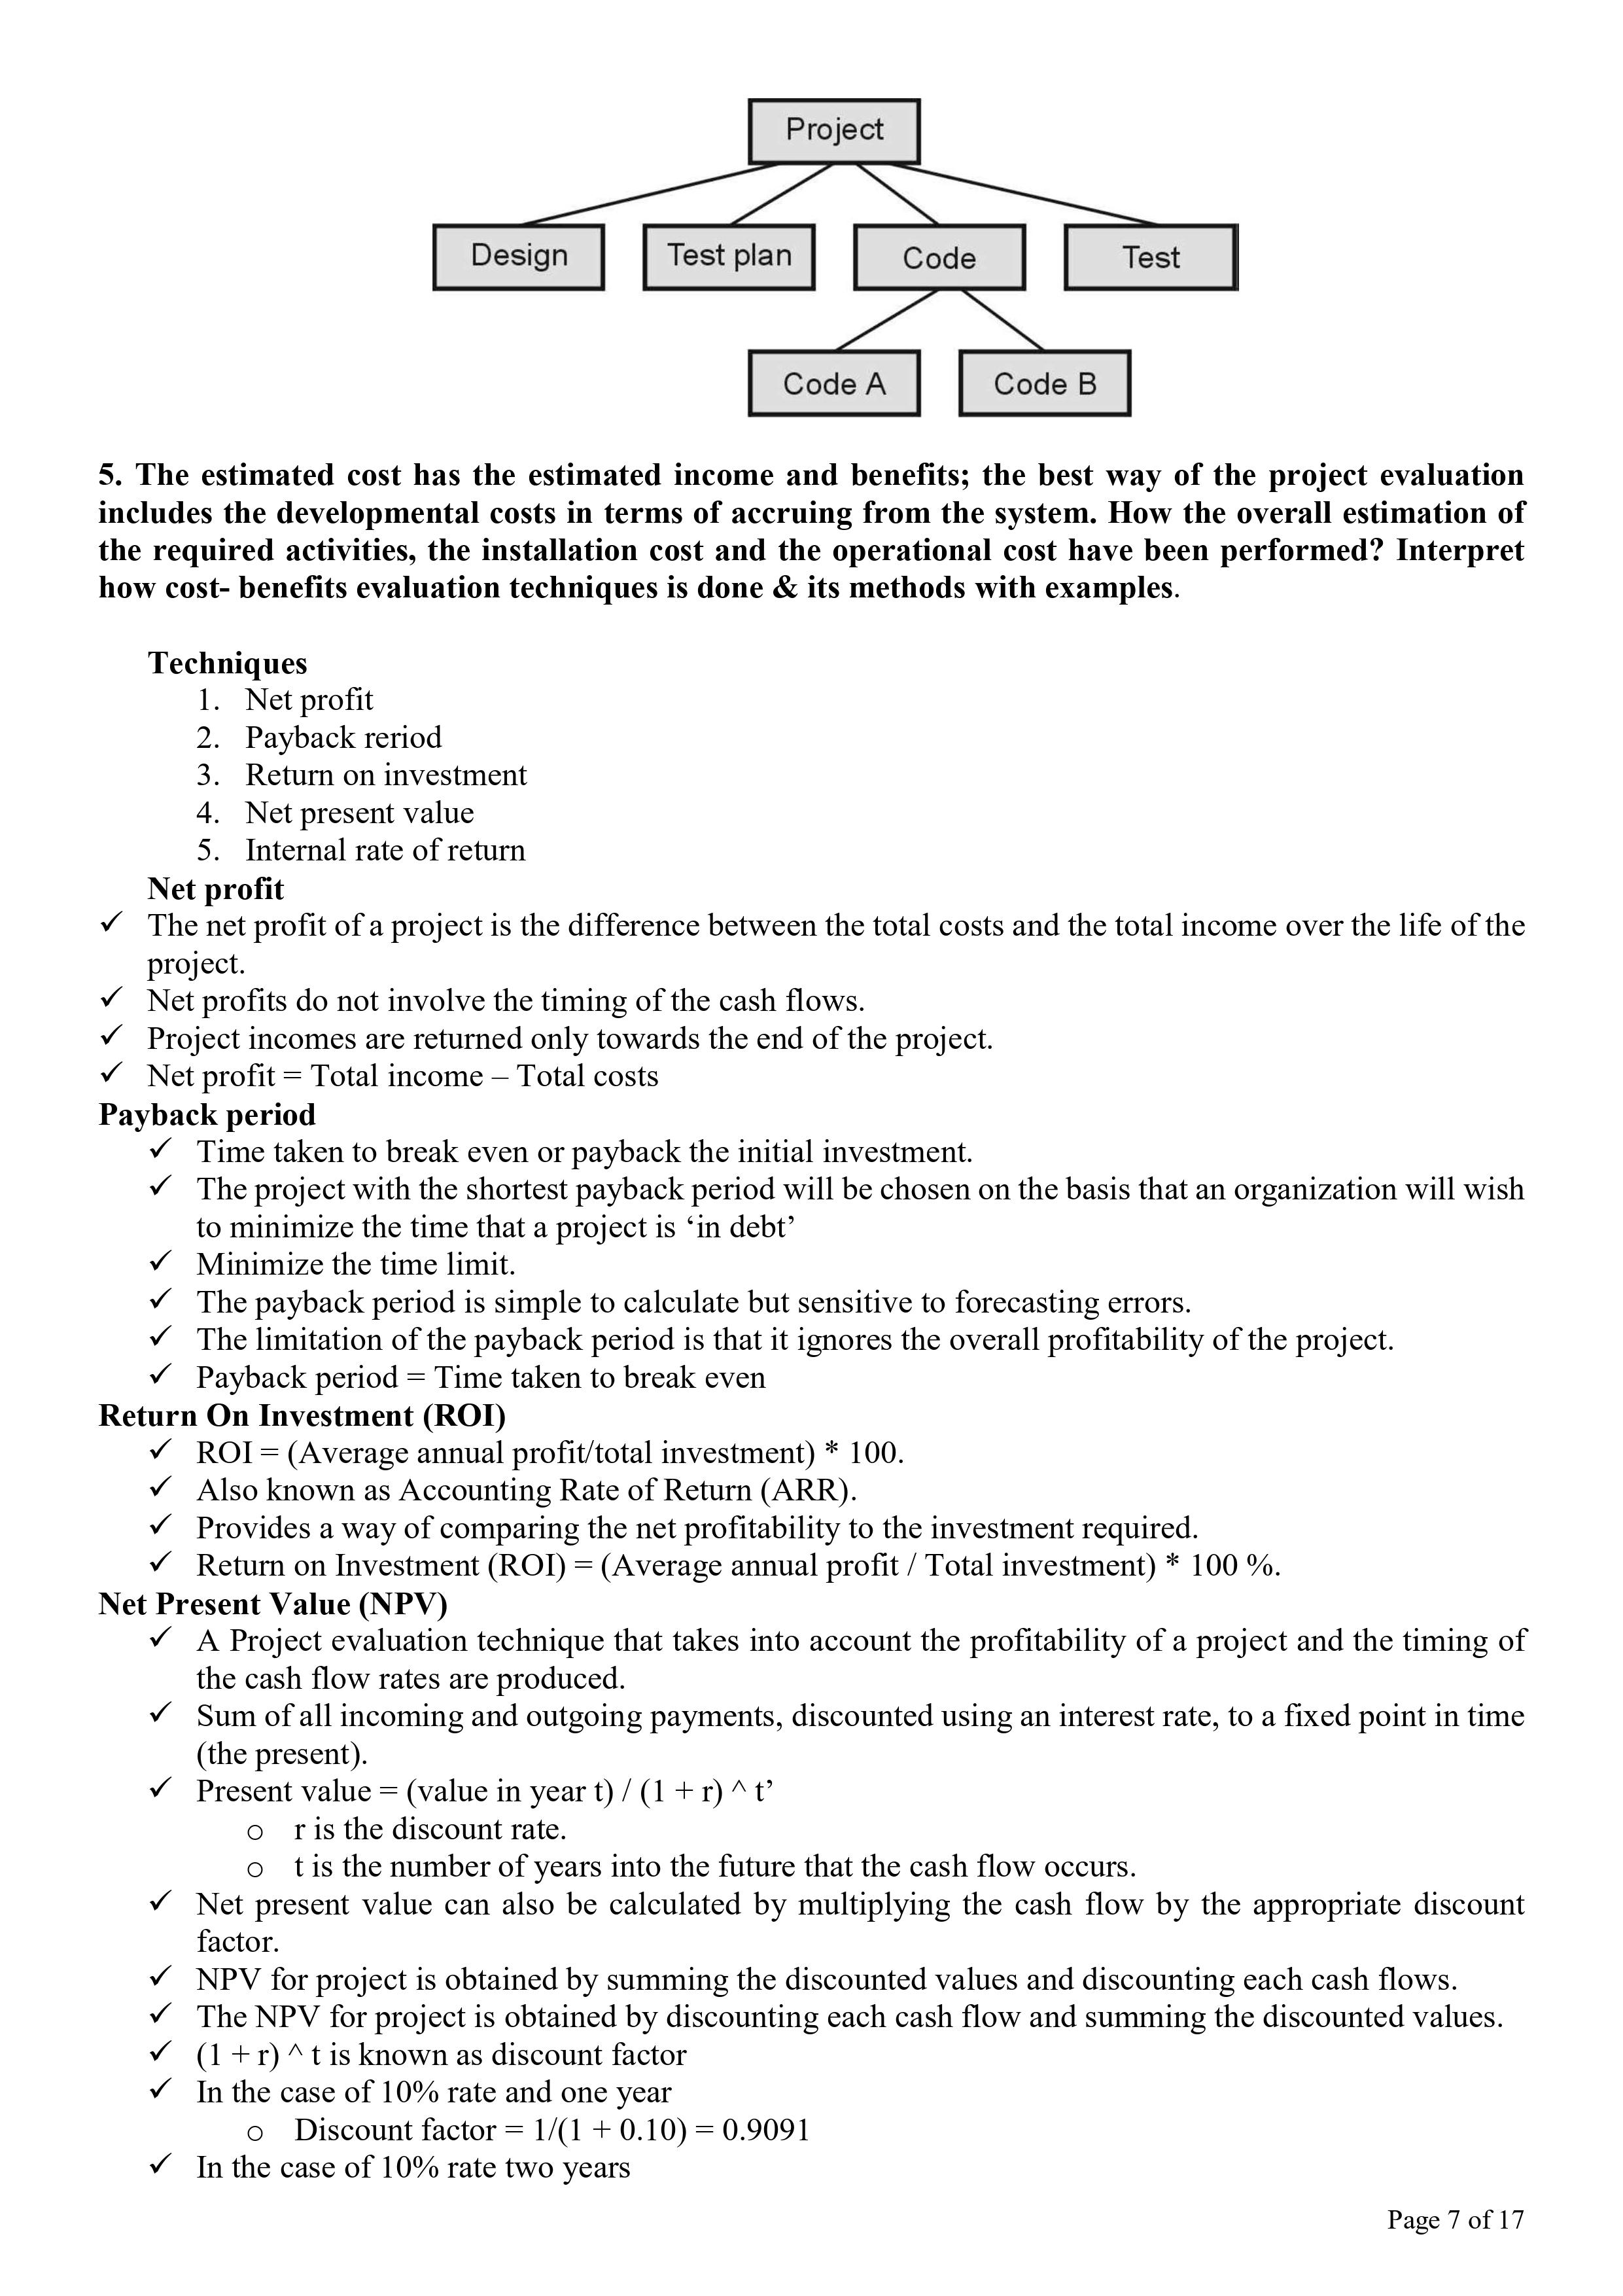 Project
Design
Test plan
Code
Test
Code A
Code B
5. The estimated cost has the estimated income and benefits; the best way of the project evaluation
includes the developmental costs in terms of accruing from the system. How the overall estimation of
the required activities, the installation cost and the operational cost have been performed? Interpret
how cost- benefits evaluation techniques is done & its methods with examples.
Techniques
1. Net profit
2. Payback reriod
3. Return on investment
4. Net present value
5. Internal rate of return
Net profit
✓ The net profit of a project is the difference between the total costs and the total income over the life of the
project.
✓ Net profits do not involve the timing of the cash flows.
✓ Project incomes are returned only towards the end of the project.
✓ Net profit = Total income – Total costs
Payback period
✓ Time taken to break even or payback the initial investment.
✓ The project with the shortest payback period will be chosen on the basis that an organization will wish
to minimize the time that a project is ‘in debt’
✓ Minimize the time limit.
✓ The payback period is simple to calculate but sensitive to forecasting errors.
✓ The limitation of the payback period is that it ignores the overall profitability of the project.
✓ Payback period = Time taken to break even
Return On Investment (ROI)
✓ ROI = (Average annual profit/total investment) * 100.
✓ Also known as Accounting Rate of Return (ARR).
✓ Provides a way of comparing the net profitability to the investment required.
✓ Return on Investment (ROI) = (Average annual profit / Total investment) * 100 %.
Net Present Value (NPV)
✓ A Project evaluation technique that takes into account the profitability of a project and the timing of
the cash flow rates are produced.
✓ Sum of all incoming and outgoing payments, discounted using an interest rate, to a fixed point in time
(the present).
✓ Present value = (value in year t) / (1 + r) ^ t’
o r is the discount rate.
o t is the number of years into the future that the cash flow occurs.
✓ Net present value can also be calculated by multiplying the cash flow by the appropriate discount
factor.
✓ NPV for project is obtained by summing the discounted values and discounting each cash flows.
✓ The NPV for project is obtained by discounting each cash flow and summing the discounted values.
✓ (1 + r) ^ t is known as discount factor
✓ In the case of 10% rate and one year
o Discount factor = 1/(1 + 0.10) = 0.9091
✓ In the case of 10% rate two years
Page 7 of 17